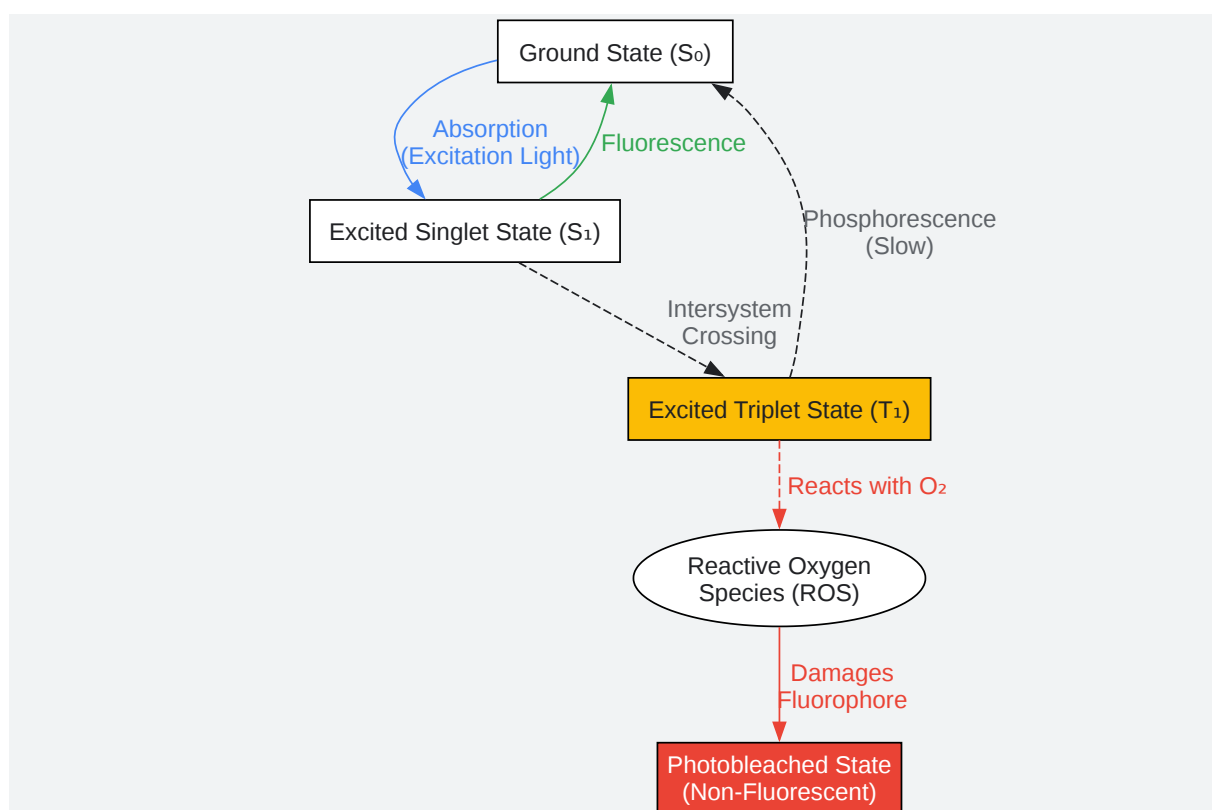 Ground State (S₀)
Absorption
(Excitation Light)
Fluorescence
Phosphorescence
(Slow)
Excited Singlet State (S₁)
Intersystem
Crossing
Excited Triplet State (T₁)
Reacts with O₂
Reactive Oxygen
Species (ROS)
Damages
Fluorophore
Photobleached State
(Non-Fluorescent)